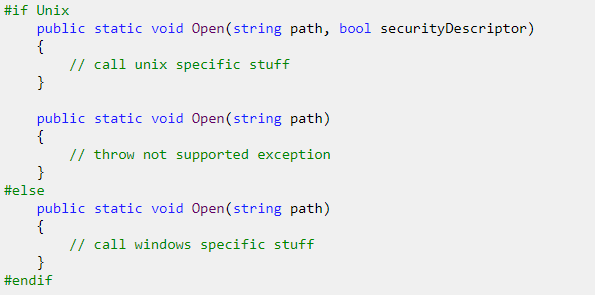 #if Unix
    public static void Open(string path, bool securityDescriptor)
    {
        // call unix specific stuff
    }

    public static void Open(string path)
    {
        // throw not supported exception
    }
#else
    public static void Open(string path)
    {
        // call windows specific stuff
    }
#endif